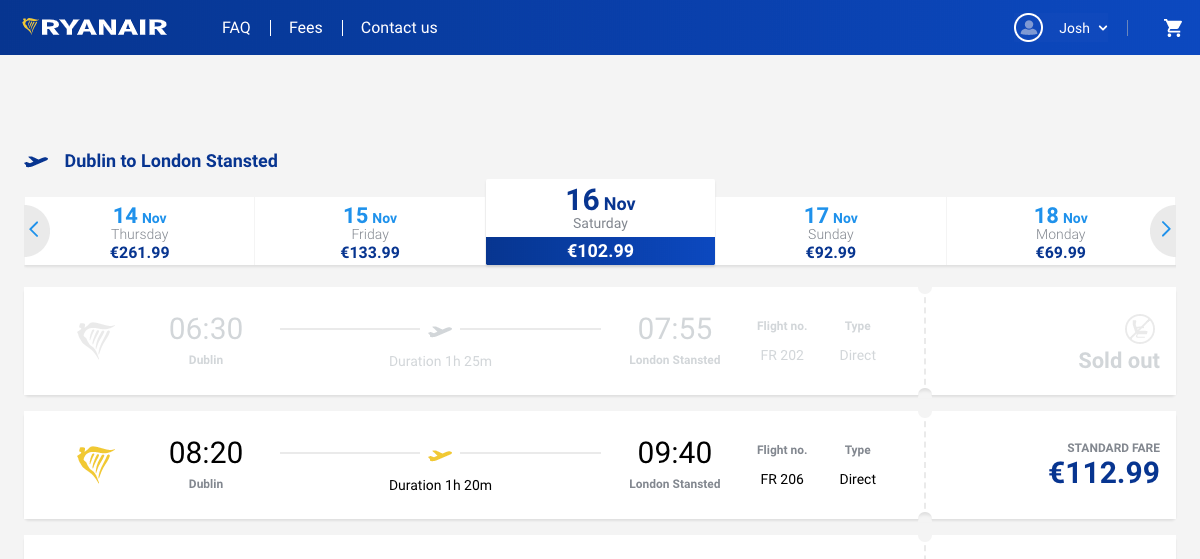 RYANAIR FAQ Fees Contact us Josh
Dublin to London Stansted
14 Nov
Thursday
€261.99
15 Nov
Friday
€133.99
16 Nov
Saturday
€102.99
17 Nov
Sunday
€92.99
18 Nov
Monday
€69.99
06:30 07:55 Flight no. Type
Dublin Duration 1h 25m London Stansted FR 202 Direct
Sold out
08:20 09:40 Flight no. Type STANDARD FARE
Dublin Duration 1h 20m London Stansted FR 206 Direct €112.99